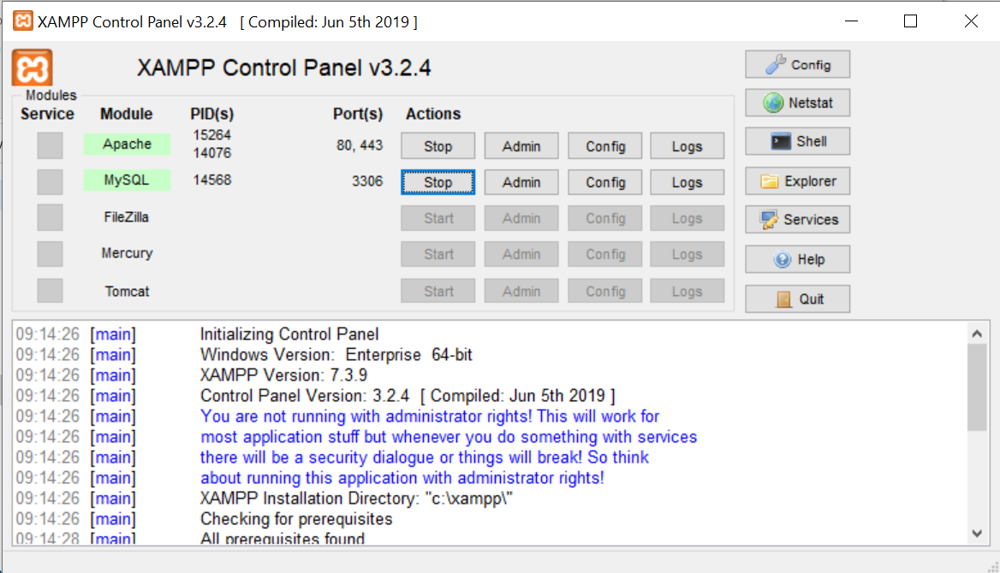 XAMPP Control Panel v3.2.4 [ Compiled: Jun 5th 2019 ]
XAMPP Control Panel v3.2.4
Config
Modules
Service Module PID(s) Port(s) Actions
Netstat
Apache 15264 14076 80, 443 Stop Admin Config Logs
Shell
MySQL 14568 3306 Stop Admin Config Logs
Explorer
FileZilla Start Admin Config Logs
Services
Mercury Start Admin Config Logs
Help
Tomcat Start Admin Config Logs
Quit
09:14:26 [main] Initializing Control Panel
09:14:26 [main] Windows Version: Enterprise 64-bit
09:14:26 [main] XAMPP Version: 7.3.9
09:14:26 [main] Control Panel Version: 3.2.4 [ Compiled: Jun 5th 2019 ]
09:14:26 [main] You are not running with administrator rights! This will work for
09:14:26 [main] most application stuff but whenever you do something with services
09:14:26 [main] there will be a security dialogue or things will break! So think
09:14:26 [main] about running this application with administrator rights!
09:14:26 [main] XAMPP Installation Directory: "c:\xampp\"
09:14:26 [main] Checking for prerequisites
09:14:28 [main] All prerequisites found